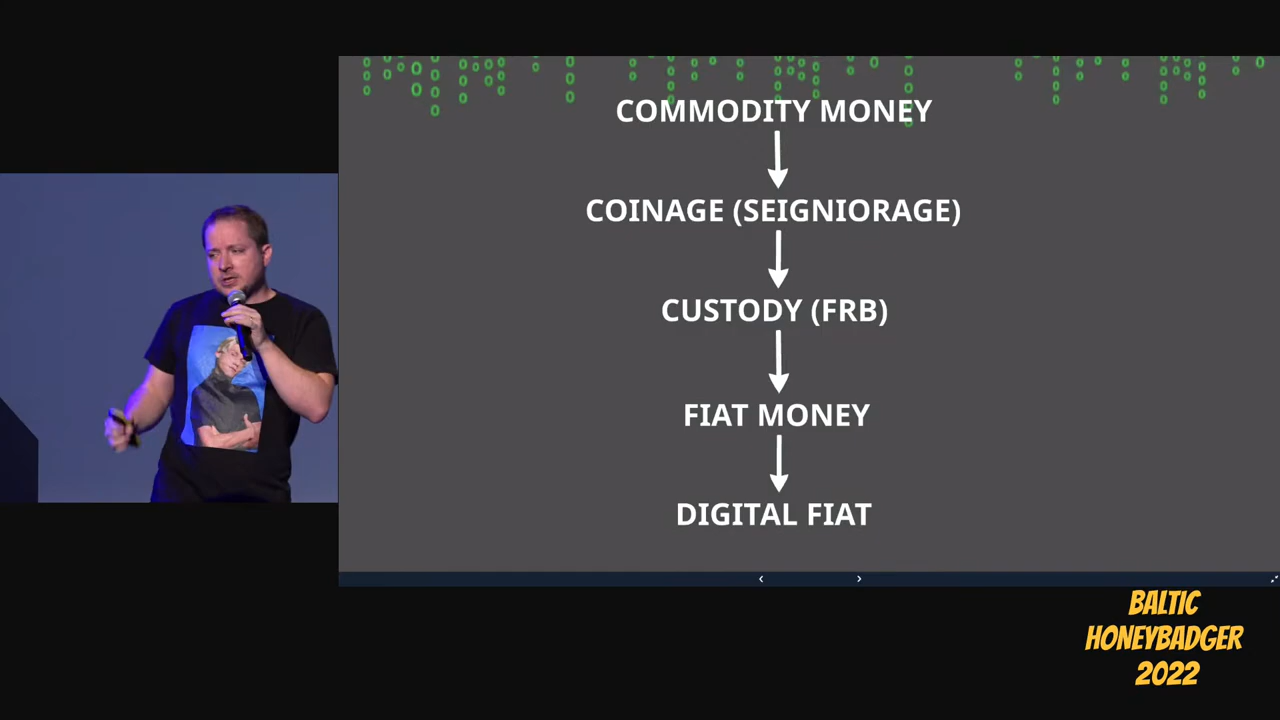 COMMODITY MONEY
COINAGE (SEIGNIORAGE)
CUSTODY (FRB)
FIAT MONEY
DIGITAL FIAT
BALTIC
HONEYBADGER
2022